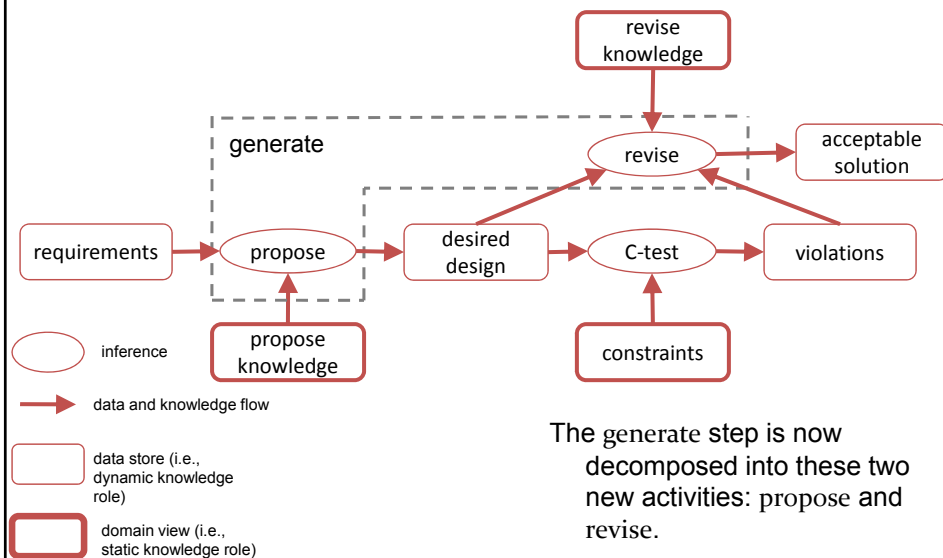 revise
knowledge
generate
revise
acceptable
solution
requirements
propose
desired
design
C-test
violations
propose
knowledge
constraints
inference
data and knowledge flow
data store (i.e.,
dynamic knowledge
role)
domain view (i.e.,
static knowledge role)
The generate step is now
decomposed into these two
new activities: propose and
revise.